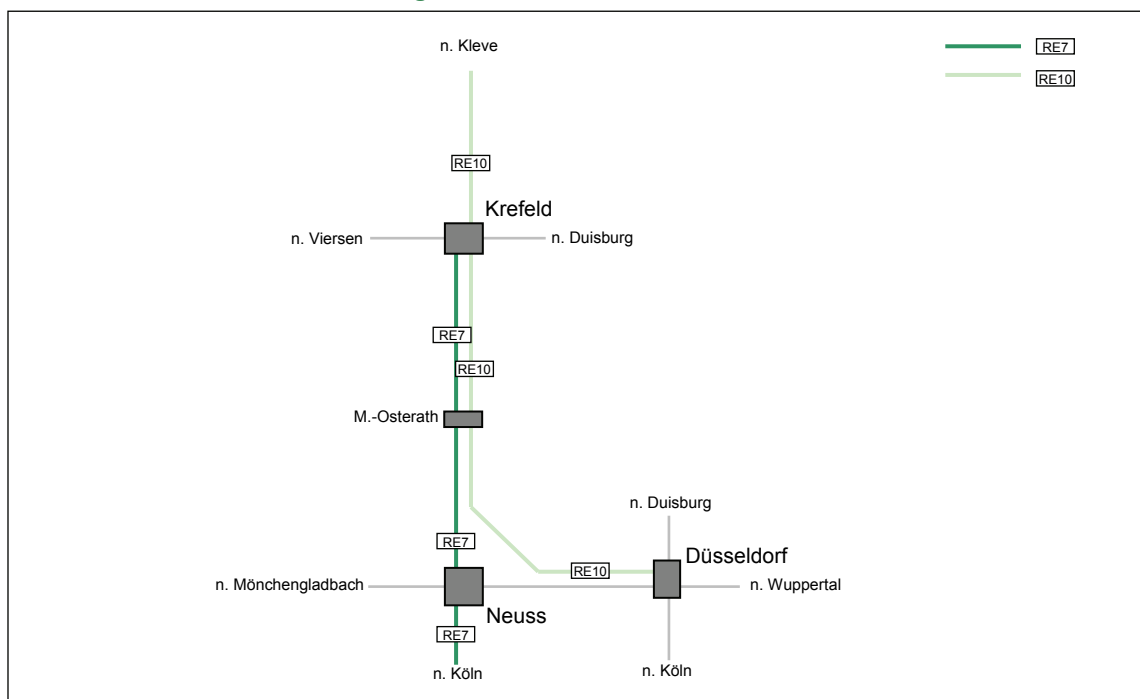 n. Kleve
RE7
RE10
RE10
Krefeld
n. Viersen
n. Duisburg
RE7
RE10
M.-Osterath
n. Duisburg
RE7
Düsseldorf
RE10
n. Mönchengladbach
n. Wuppertal
Neuss
RE7
n. Köln
n. Köln